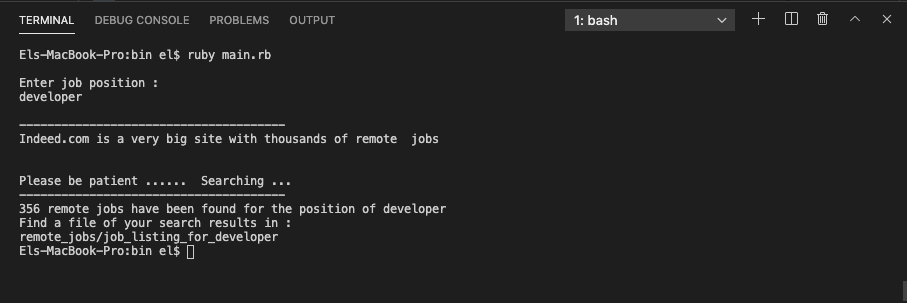 TERMINAL DEBUG CONSOLE PROBLEMS OUTPUT 1: bash
Els-MacBook-Pro:bin el$ ruby main.rb
Enter job position :
developer
--------------------------------------
Indeed.com is a very big site with thousands of remote  jobs
Please be patient ......  Searching ...
--------------------------------------
356 remote jobs have been found for the position of developer
Find a file of your search results in :
remote_jobs/job_listing_for_developer
Els-MacBook-Pro:bin el$